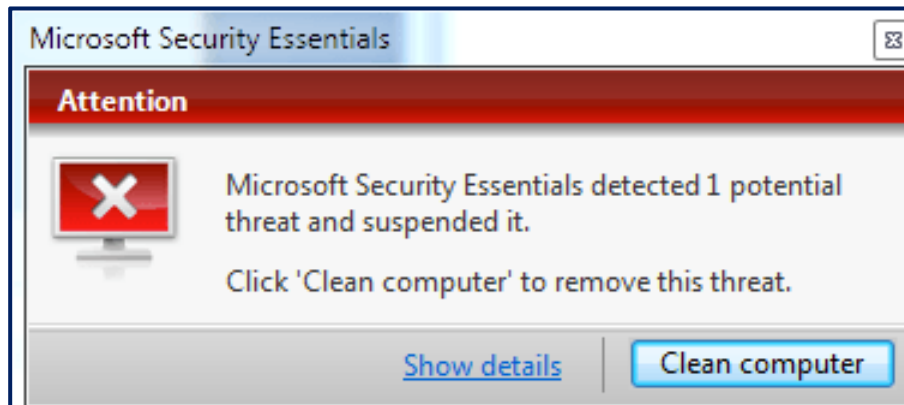 Microsoft Security Essentials
Attention
Microsoft Security Essentials detected 1 potential
threat and suspended it.
Click 'Clean computer' to remove this threat.
Show details
Clean computer